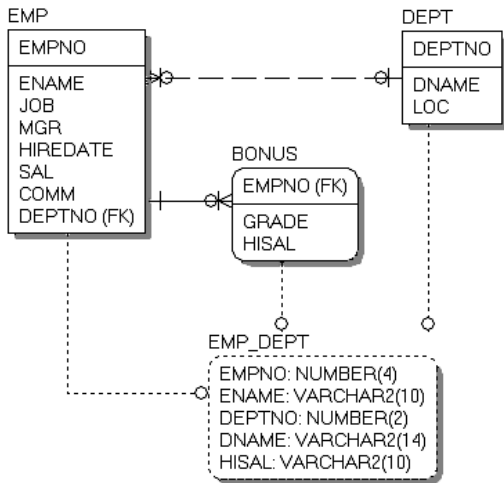 EMP
EMPNO
ENAME
JOB
MGR
HIREDATE
SAL
COMM
DEPTNO (FK)
DEPT
DEPTNO
DNAME
LOC
BONUS
EMPNO (FK)
GRADE
HISAL
EMP_DEPT
EMPNO: NUMBER(4)
ENAME: VARCHAR2(10)
DEPTNO: NUMBER(2)
DNAME: VARCHAR2(14)
HISAL: VARCHAR2(10)